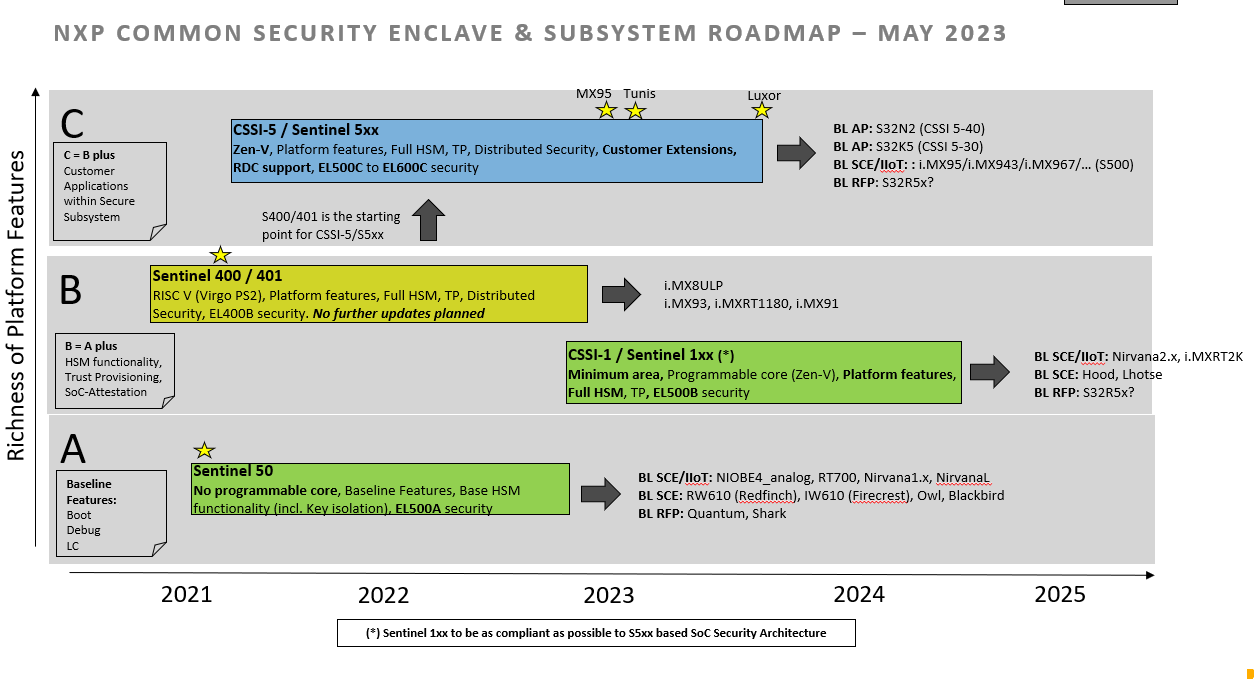 NXP COMMON SECURITY ENCLAVE & SUBSYSTEM ROADMAP – MAY 2023
Richness of Platform Features
MX95 Tunis Luxor
C
C = B plus
Customer
Applications
within Secure
Subsystem
CSSI-5 / Sentinel 5xx
Zen-V, Platform features, Full HSM, TP, Distributed Security, Customer Extensions,
RDC support, EL500C to EL600C security
BL AP: S32N2 (CSSI 5-40)
BL AP: S32K5 (CSSI 5-30)
BL SCE/IIoT: : i.MX95/i.MX943/i.MX967/... (S500)
BL RFP: S32R5x?
S400/401 is the starting
point for CSSI-5/S5xx
B
B = A plus
HSM functionality,
Trust Provisioning,
SoC-Attestation
Sentinel 400 / 401
RISC V (Virgo PS2), Platform features, Full HSM, TP, Distributed
Security, EL400B security. No further updates planned
i.MX8ULP
i.MX93, i.MXRT1180, i.MX91
CSSI-1 / Sentinel 1xx (*)
Minimum area, Programmable core (Zen-V), Platform features,
Full HSM, TP, EL500B security
BL SCE/IIoT: Nirvana2.x, i.MXRT2K
BL SCE: Hood, Lhotse
BL RFP: S32R5x?
A
Baseline
Features:
Boot
Debug
LC
Sentinel 50
No programmable core, Baseline Features, Base HSM
functionality (incl. Key isolation), EL500A security
BL SCE/IIoT: NIOBE4_analog, RT700, Nirvana1.x, NirvanaL
BL SCE: RW610 (Redfinch), IW610 (Firecrest), Owl, Blackbird
BL RFP: Quantum, Shark
2021 2022 2023 2024 2025
(*) Sentinel 1xx to be as compliant as possible to S5xx based SoC Security Architecture